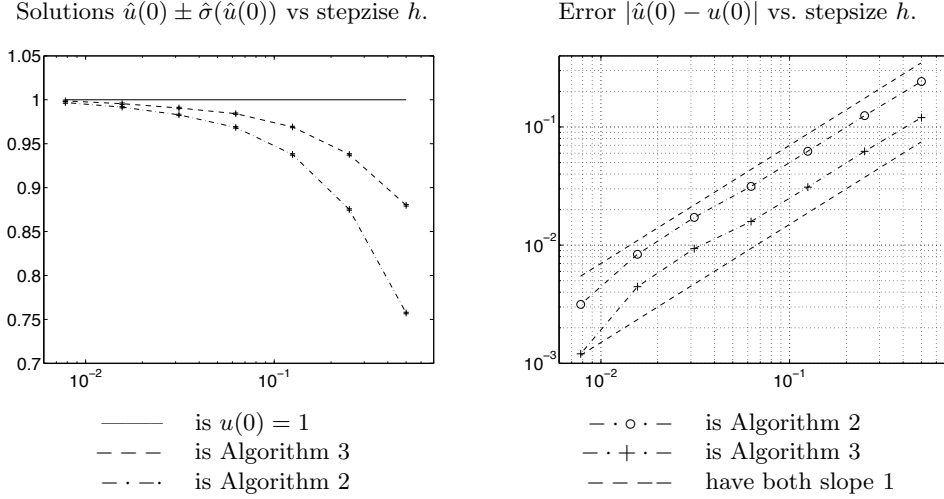 Solutions û(0) ± σ̂(û(0)) vs stepzise h.
1.05
1
0.95
0.9
0.85
0.8
0.75
0.7
10⁻²
10⁻¹
is u(0) = 1
is Algorithm 3
is Algorithm 2
Error |û(0) − u(0)| vs. stepsize h.
10⁻¹
10⁻²
10⁻³
10⁻²
10⁻¹
is Algorithm 2
is Algorithm 3
have both slope 1